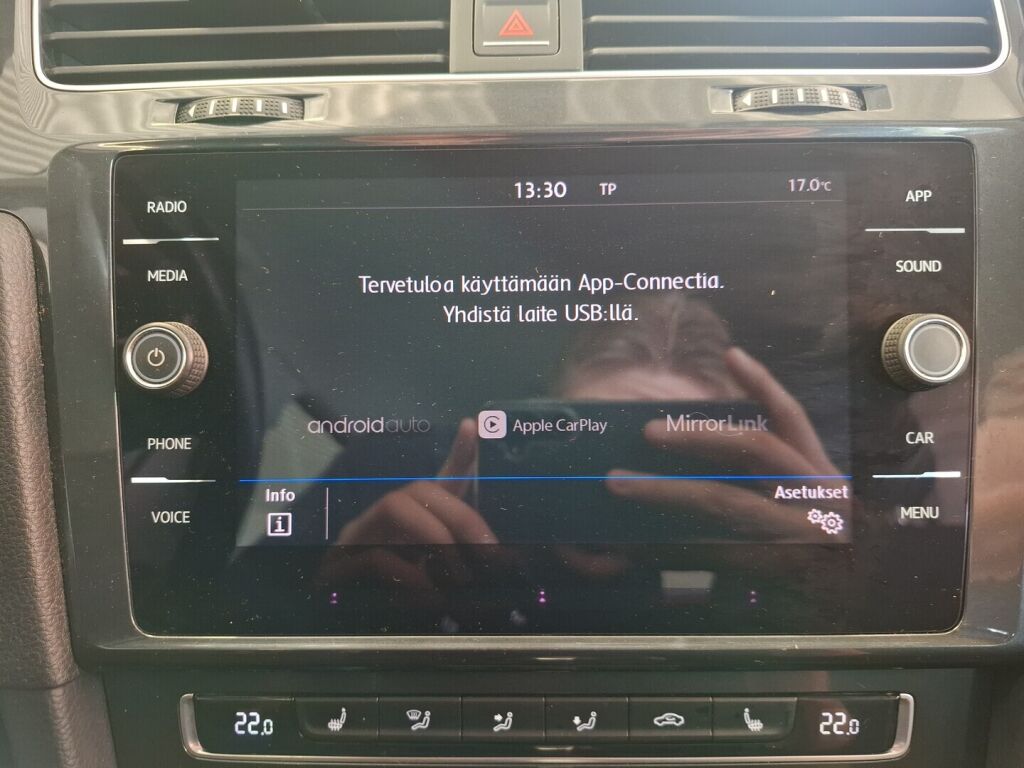 13:30 TP 17.0°C
RADIO
MEDIA
PHONE
VOICE
Tervetuloa käyttämään App-Connectia.
Yhdistä laite USB:llä.
androidauto Apple CarPlay MirrorLink
Info Asetukset
i
APP
SOUND
CAR
MENU
22.0 22.0